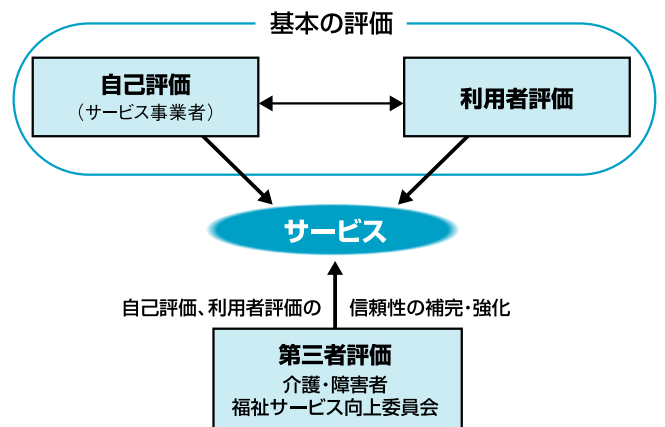 基本の評価
自己評価
（サービス事業者）
利用者評価
サービス
自己評価、利用者評価の 信頼性の補完・強化
第三者評価
介護・障害者
福祉サービス向上委員会